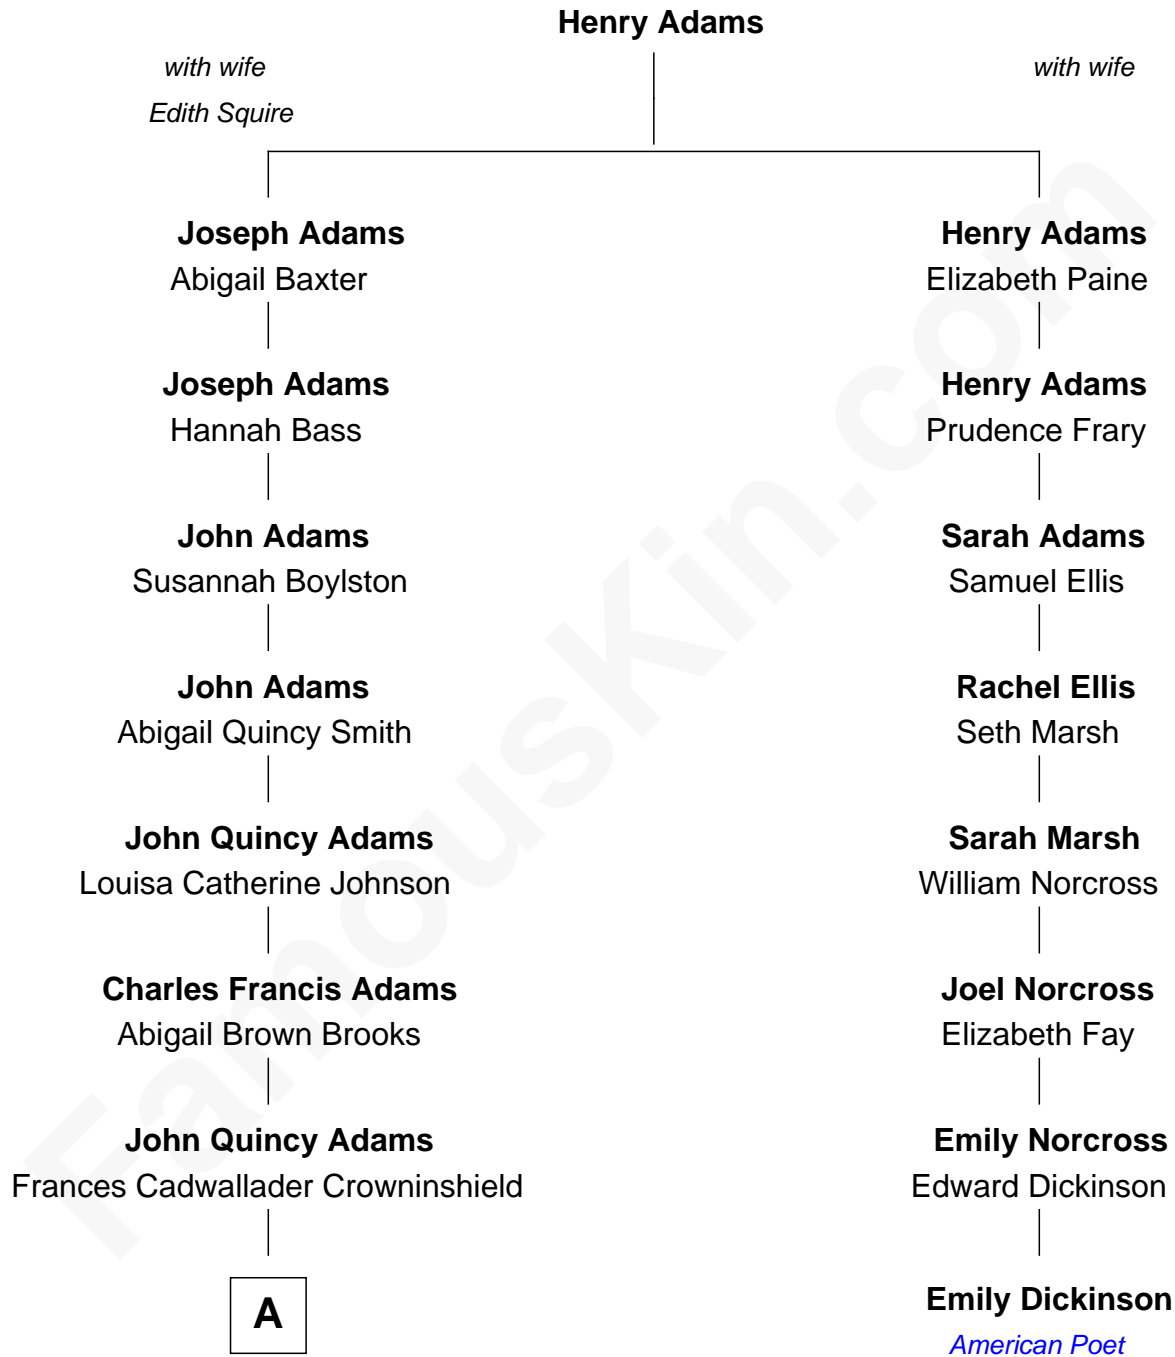 Henry Adams
with wife
with wife
Edith Squire
Joseph Adams
Abigail Baxter
Henry Adams
Elizabeth Paine
Joseph Adams
Hannah Bass
Henry Adams
Prudence Frary
John Adams
Susannah Boylston
Sarah Adams
Samuel Ellis
John Adams
Abigail Quincy Smith
Rachel Ellis
Seth Marsh
John Quincy Adams
Louisa Catherine Johnson
Sarah Marsh
William Norcross
Charles Francis Adams
Abigail Brown Brooks
Joel Norcross
Elizabeth Fay
John Quincy Adams
Frances Cadwallader Crowninshield
Emily Norcross
Edward Dickinson
A
Emily Dickinson
American Poet
FamousKin.com